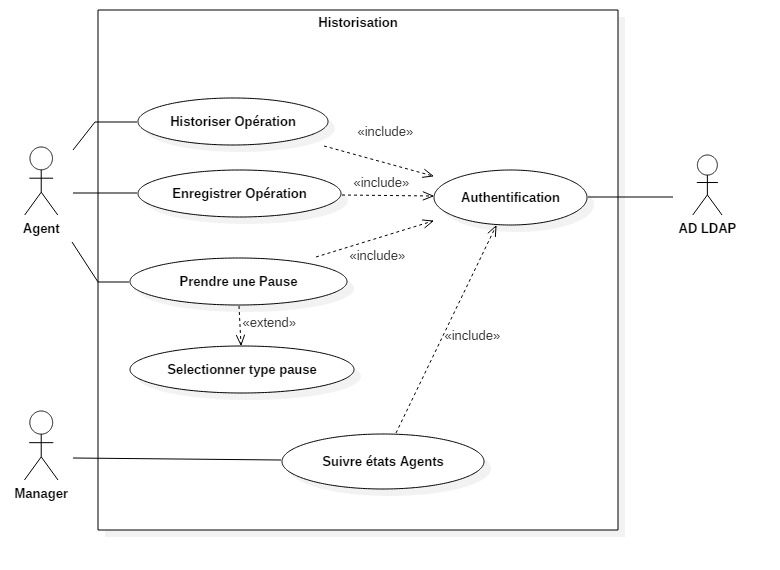 Historisation
Historiser Opération
«include»
Enregistrer Opération
«include»
Authentification
Agent
AD LDAP
«include»
Prendre une Pause
«extend»
«include»
Selectionner type pause
Suivre états Agents
Manager